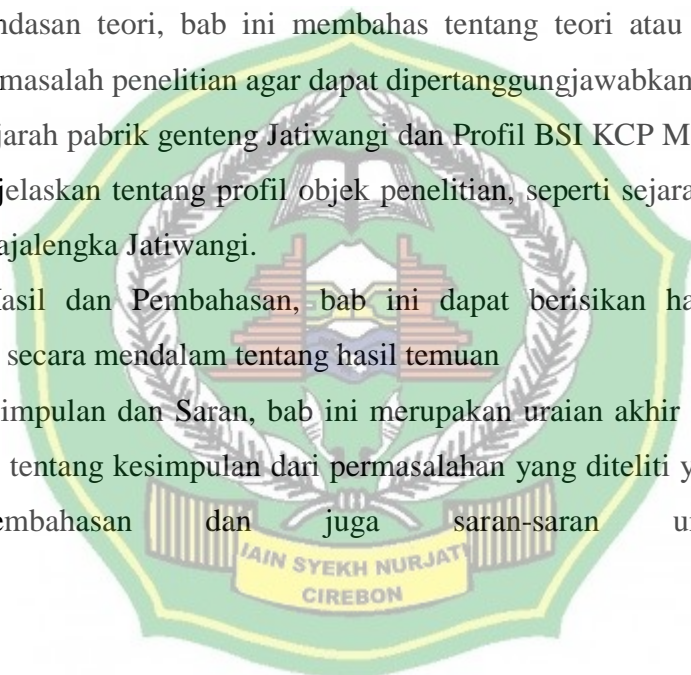 ndasan teori, bab ini membahas tentang teori atau
masalah penelitian agar dapat dipertanggungjawabkan
jarah pabrik genteng Jatiwangi dan Profil BSI KCP M
jelaskan tentang profil objek penelitian, seperti sejara
ajalengka Jatiwangi.
Hasil dan Pembahasan, bab ini dapat berisikan ha
secara mendalam tentang hasil temuan
impulan dan Saran, bab ini merupakan uraian akhir
tentang kesimpulan dari permasalahan yang diteliti y
embahasan dan juga saran-saran u
IAIN SYEKH NURJATI
CIREBON